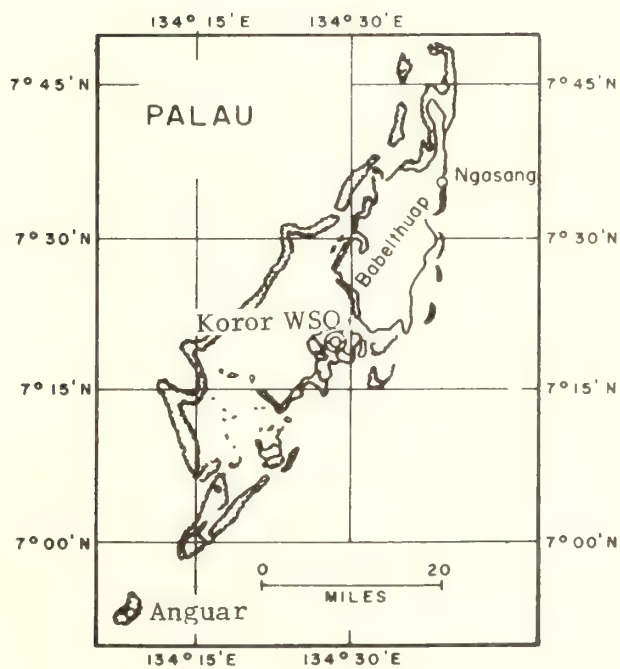 134° 15'E 134° 30'E
7° 45'N 7° 45'N
PALAU
Ngasang
Babelthuap
7° 30'N 7° 30'N
Koror WSO
7° 15'N 7° 15'N
7° 00'N 7° 00'N
0 20
MILES
Anguar
134° 15'E 134° 30'E